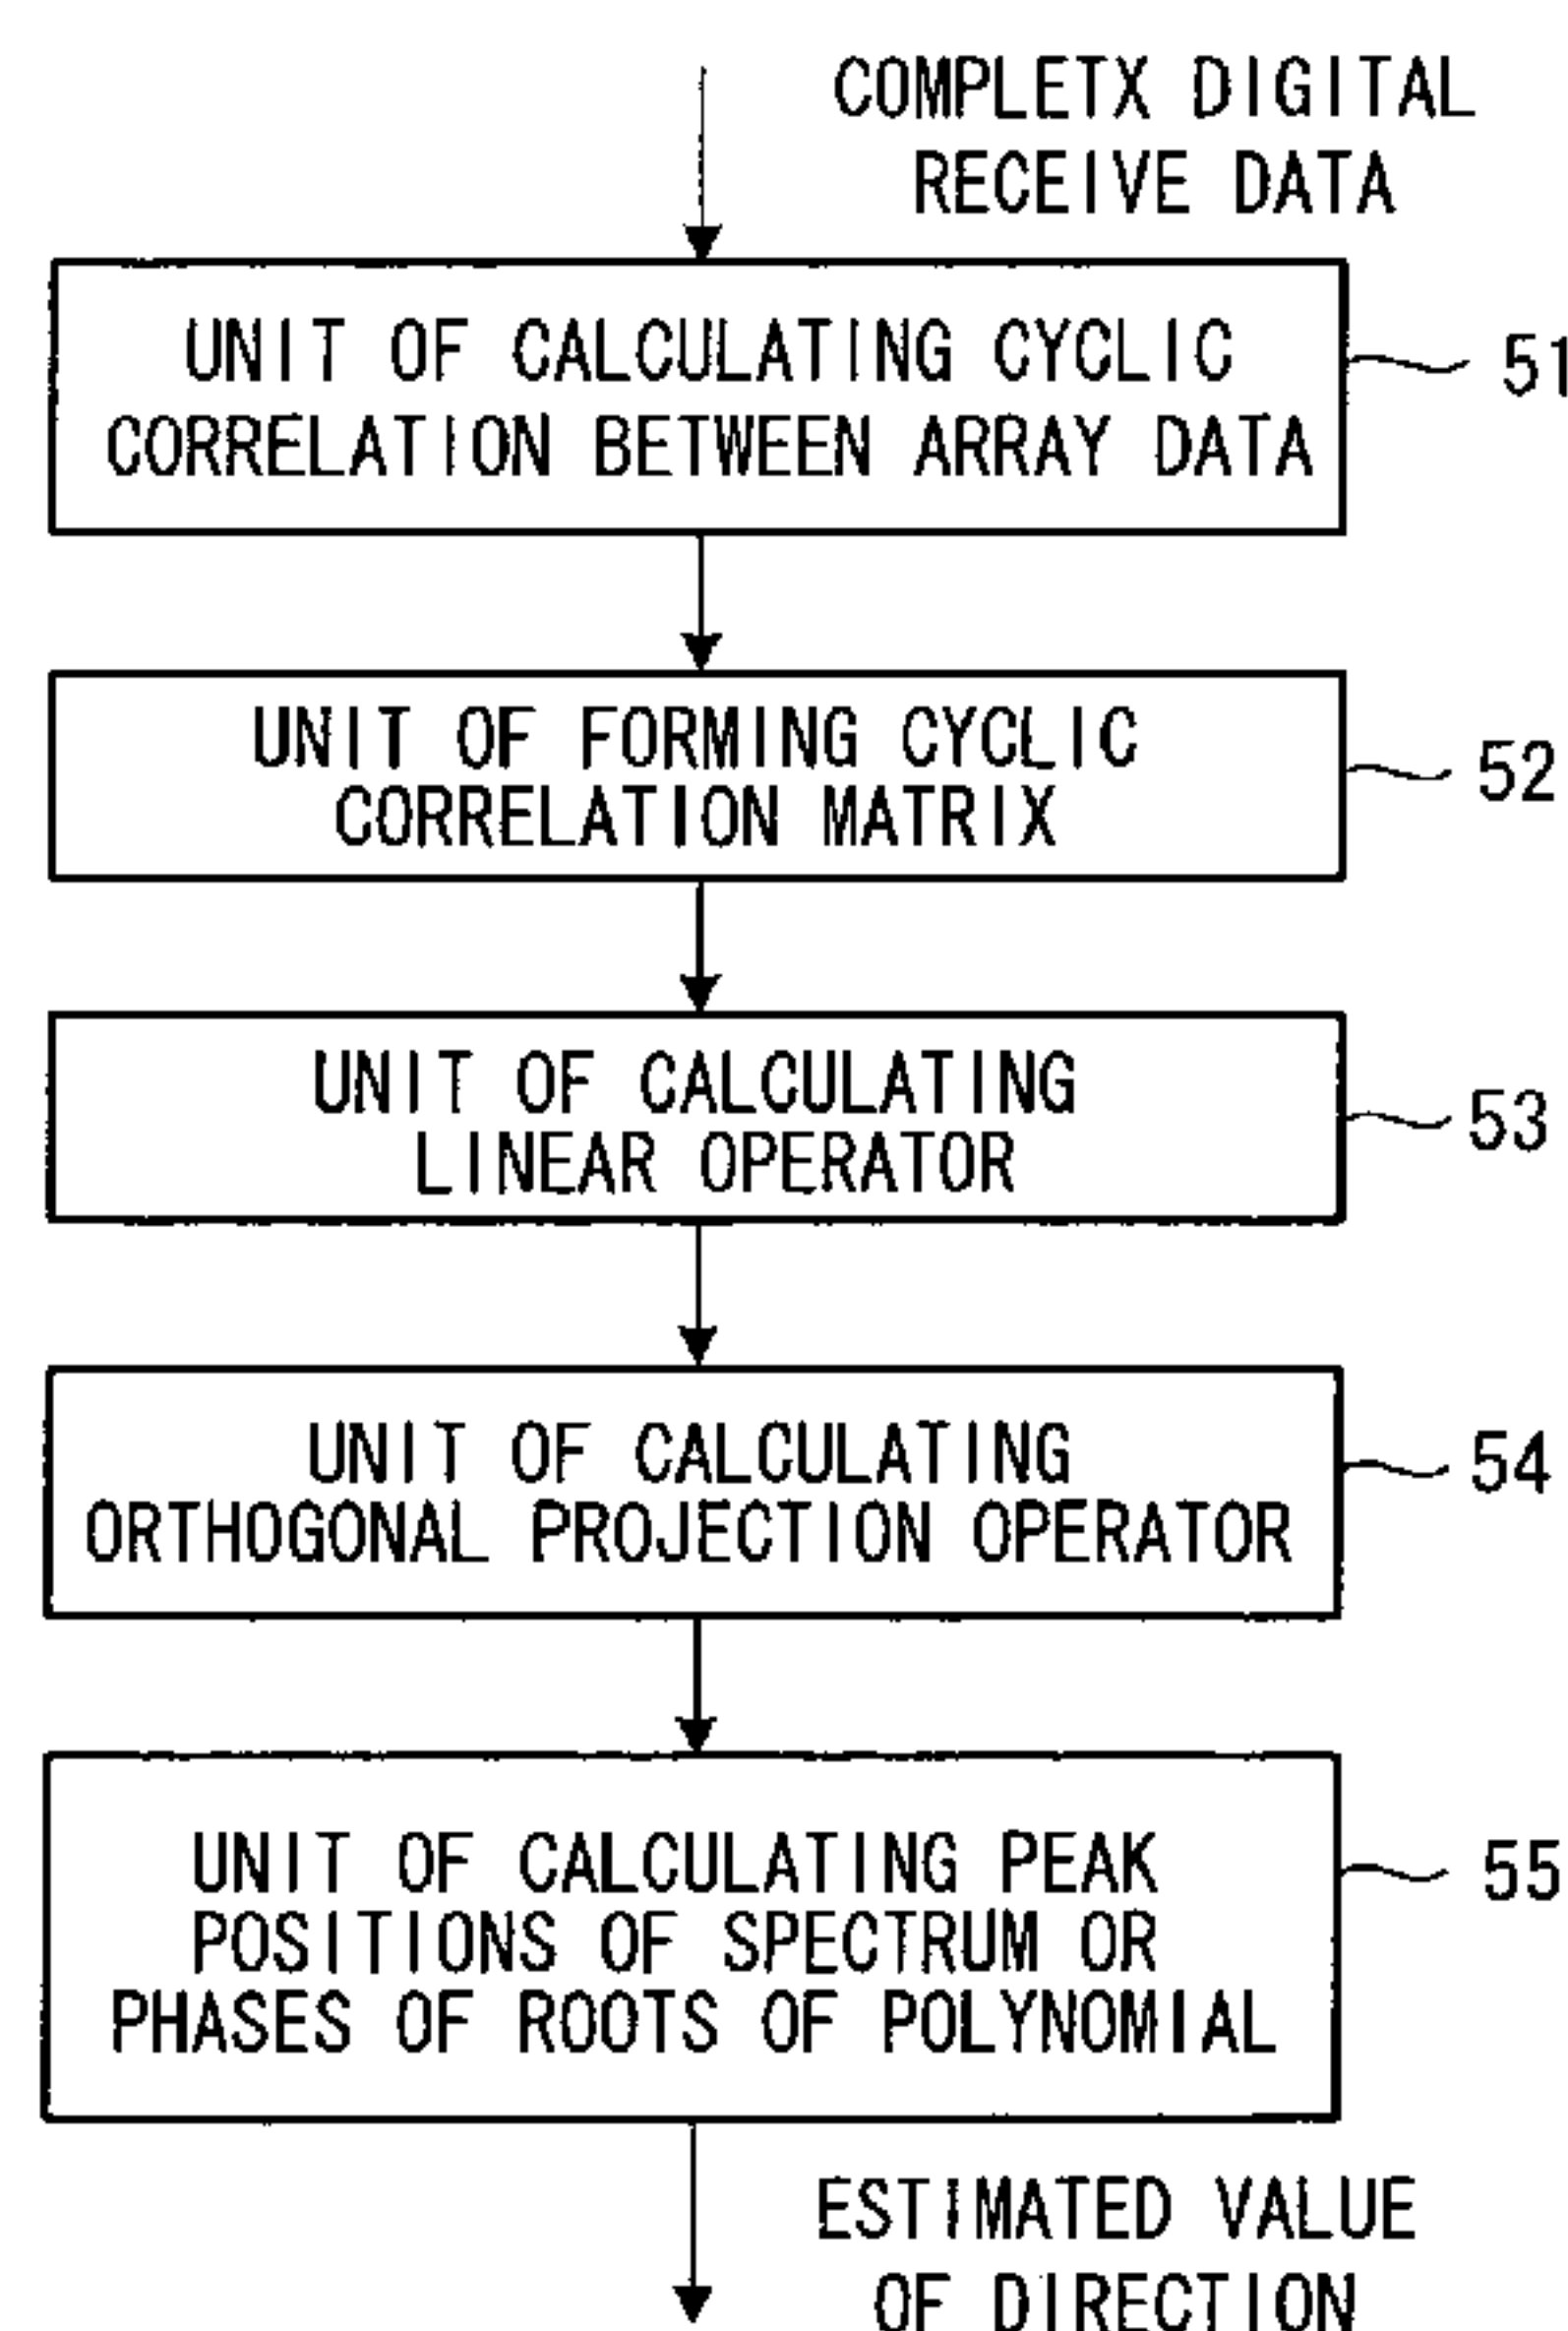 COMPLETX DIGITAL
RECEIVE DATA
UNIT OF CALCULATING CYCLIC
CORRELATION BETWEEN ARRAY DATA
51
UNIT OF FORMING CYCLIC
CORRELATION MATRIX
52
UNIT OF CALCULATING
LINEAR OPERATOR
53
UNIT OF CALCULATING
ORTHOGONAL PROJECTION OPERATOR
54
UNIT OF CALCULATING PEAK
POSITIONS OF SPECTRUM OR
PHASES OF ROOTS OF POLYNOMIAL
55
ESTIMATED VALUE
OF DIRECTION